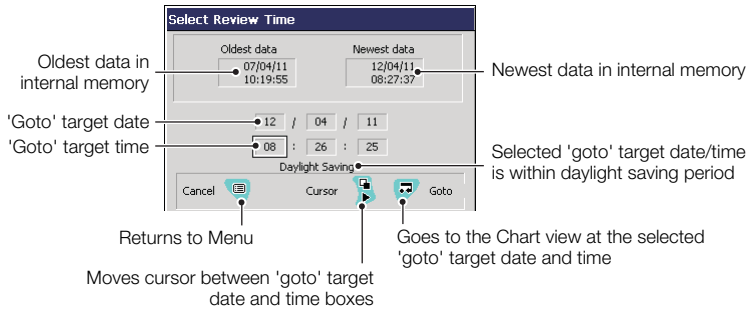 Select Review Time
Oldest data
07/04/11
10:19:55
Newest data
12/04/11
08:27:37
Oldest data in
internal memory
Newest data in internal memory
'Goto' target date
12 / 04 / 11
'Goto' target time
08 : 26 : 25
Daylight Saving
Selected 'goto' target date/time
is within daylight saving period
Cancel
Cursor
Goto
Returns to Menu
Goes to the Chart view at the selected
'goto' target date and time
Moves cursor between 'goto' target
date and time boxes